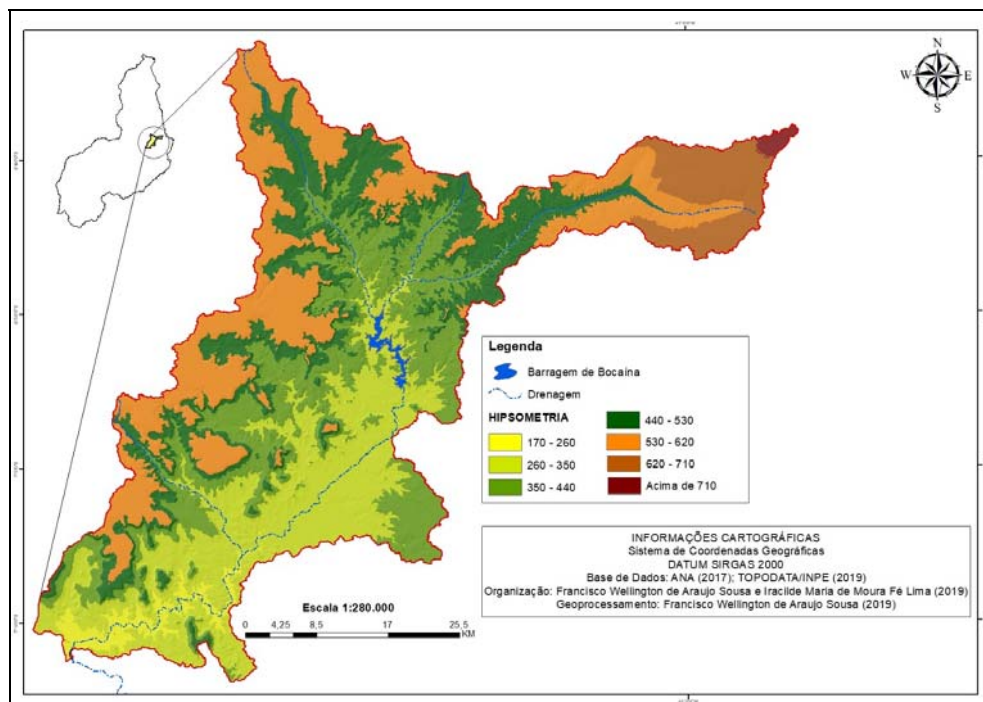 N
W E
S
Legenda
Barragem de Bocaina
Drenagem
HIPSOMETRIA
170 - 260
260 - 350
350 - 440
440 - 530
530 - 620
620 - 710
Acima de 710
INFORMAÇÕES CARTOGRÁFICAS
Sistema de Coordenadas Geográficas
DATUM SIRGAS 2000
Base de Dados: ANA (2017); TOPODATA/INPE (2019)
Organização: Francisco Wellington de Araujo Sousa e Iracilde Maria de Moura Fé Lima (2019)
Geoprocessamento: Francisco Wellington de Araujo Sousa (2019)
Escala 1:280.000
0 4,25 8,5 17 25,5
KM